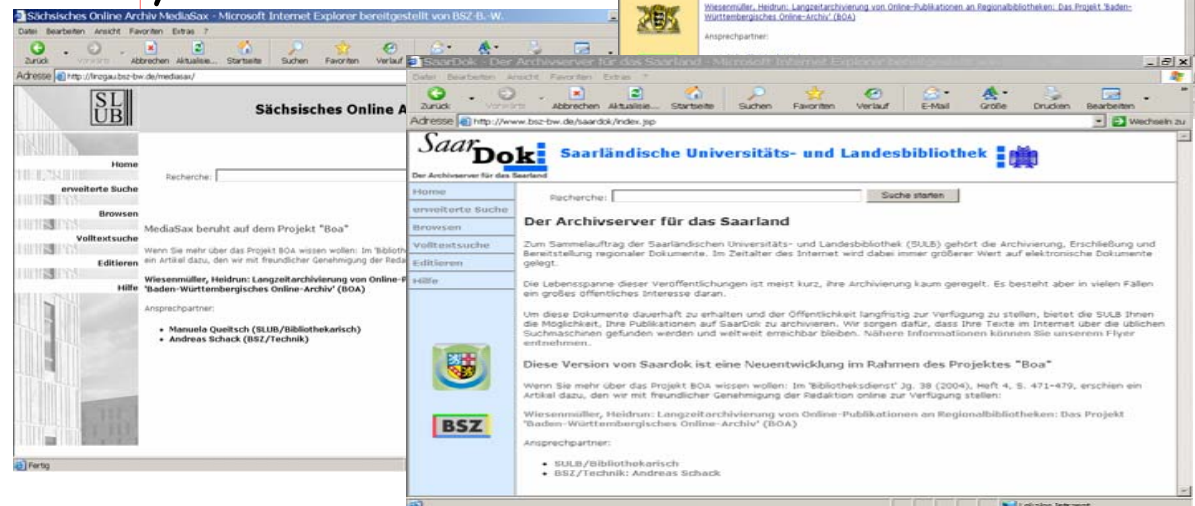 Sächsisches Online Archiv MediaSax - Microsoft Internet Explorer bereitgestellt von BSZ-B.-W.
Datei Bearbeiten Ansicht Favoriten Extras ?
Zurück Vorwärts Abbrechen Aktualisie... Startseite Suchen Favoriten Verlauf
Adresse http://linzgau.bsz-bw.de/mediasax/
SL
UB
Sächsisches Online A
Home
Recherche:
erweiterte Suche
Browsen
Volltextsuche
Editieren
Hilfe
MediaSax beruht auf dem Projekt "Boa"
Wenn Sie mehr über das Projekt BOA wissen wollen: Im 'Biblioth
ein Artikel dazu, den wir mit freundlicher Genehmigung der Reda
Wiesenmüller, Heidrun: Langzeitarchivierung von Online-P
'Baden-Württembergisches Online-Archiv' (BOA)
Ansprechpartner:
• Manuela Queitsch (SLUB/Bibliothekarisch)
• Andreas Schack (BSZ/Technik)
Fertig
Wiesenmüller, Heidrun: Langzeitarchivierung von Online-Publikationen an Regionalbibliotheken: Das Projekt 'Baden-
Württembergisches Online-Archiv' (BOA)
Ansprechpartner:
SaarDok - Der Archivserver für das Saarland - Microsoft Internet Explorer bereitgestellt von
Datei Bearbeiten Ansicht Favoriten Extras ?
Zurück Vorwärts Abbrechen Aktualisie... Startseite Suchen Favoriten Verlauf E-Mail Größe Drucken Bearbeiten
Adresse http://www.bsz-bw.de/saardok/index.jsp Wechseln zu
Saar
Dok
Saarländische Universitäts- und Landesbibliothek
Der Archivserver für das Saarland
Home
erweiterte Suche
Browsen
Volltextsuche
Editieren
Hilfe
BSZ
Recherche: Suche starten
Der Archivserver für das Saarland
Zum Sammelauftrag der Saarländischen Universitäts- und Landesbibliothek (SULB) gehört die Archivierung, Erschließung und
Bereitstellung regionaler Dokumente. Im Zeitalter des Internet wird dabei immer größerer Wert auf elektronische Dokumente
gelegt.
Die Lebensspanne dieser Veröffentlichungen ist meist kurz, ihre Archivierung kaum geregelt. Es besteht aber in vielen Fällen
ein großes öffentliches Interesse daran.
Um diese Dokumente dauerhaft zu erhalten und der Öffentlichkeit langfristig zur Verfügung zu stellen, bietet die SULB Ihnen
die Möglichkeit, Ihre Publikationen auf SaarDok zu archivieren. Wir sorgen dafür, dass Ihre Texte im Internet über die üblichen
Suchmaschinen gefunden werden und weltweit erreichbar bleiben. Nähere Informationen können Sie unserem Flyer
entnehmen.
Diese Version von Saardok ist eine Neuentwicklung im Rahmen des Projektes "Boa"
Wenn Sie mehr über das Projekt BOA wissen wollen: Im 'Bibliotheksdienst' Jg. 38 (2004), Heft 4, S. 471-479, erschien ein
Artikel dazu, den wir mit freundlicher Genehmigung der Redaktion online zur Verfügung stellen:
Wiesenmüller, Heidrun: Langzeitarchivierung von Online-Publikationen an Regionalbibliotheken: Das Projekt
'Baden-Württembergisches Online-Archiv' (BOA)
Ansprechpartner:
• SULB/Bibliothekarisch
• BSZ/Technik: Andreas Schack
Lokales Intranet